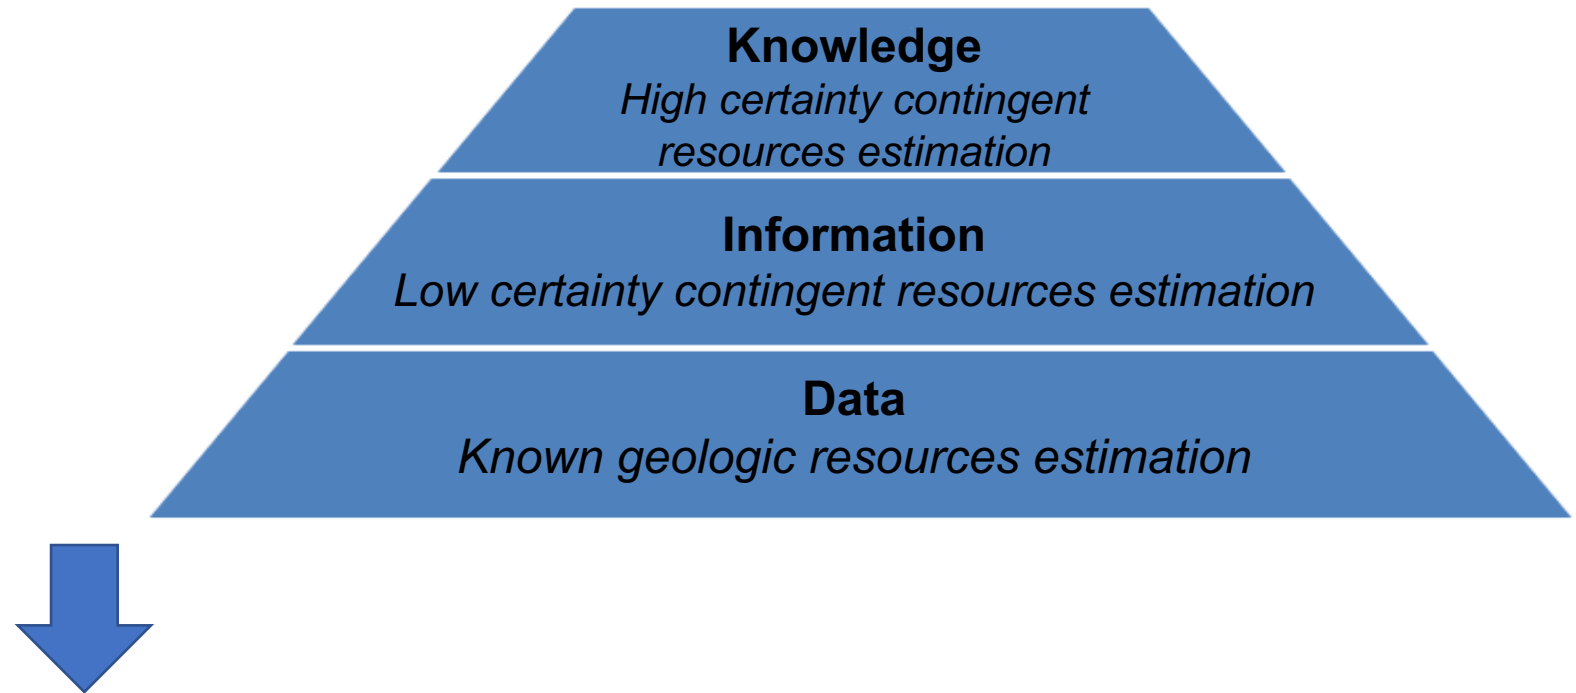 Knowledge
High certainty contingent
resources estimation
Information
Low certainty contingent resources estimation
Data
Known geologic resources estimation